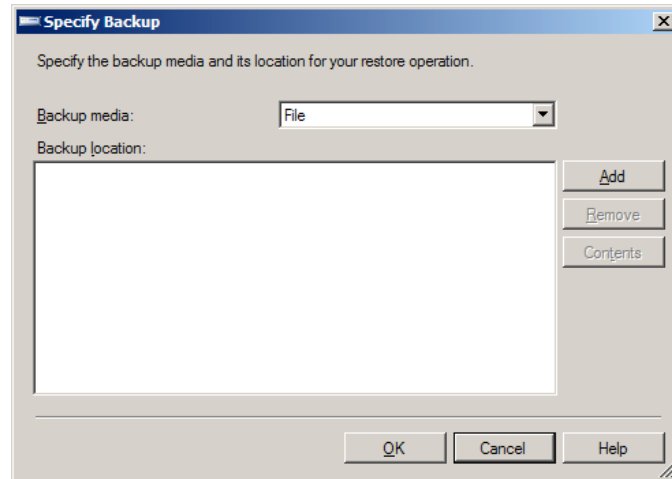 Specify Backup
Specify the backup media and its location for your restore operation.
Backup media:
File
Backup location:
Add
Remove
Contents
OK
Cancel
Help